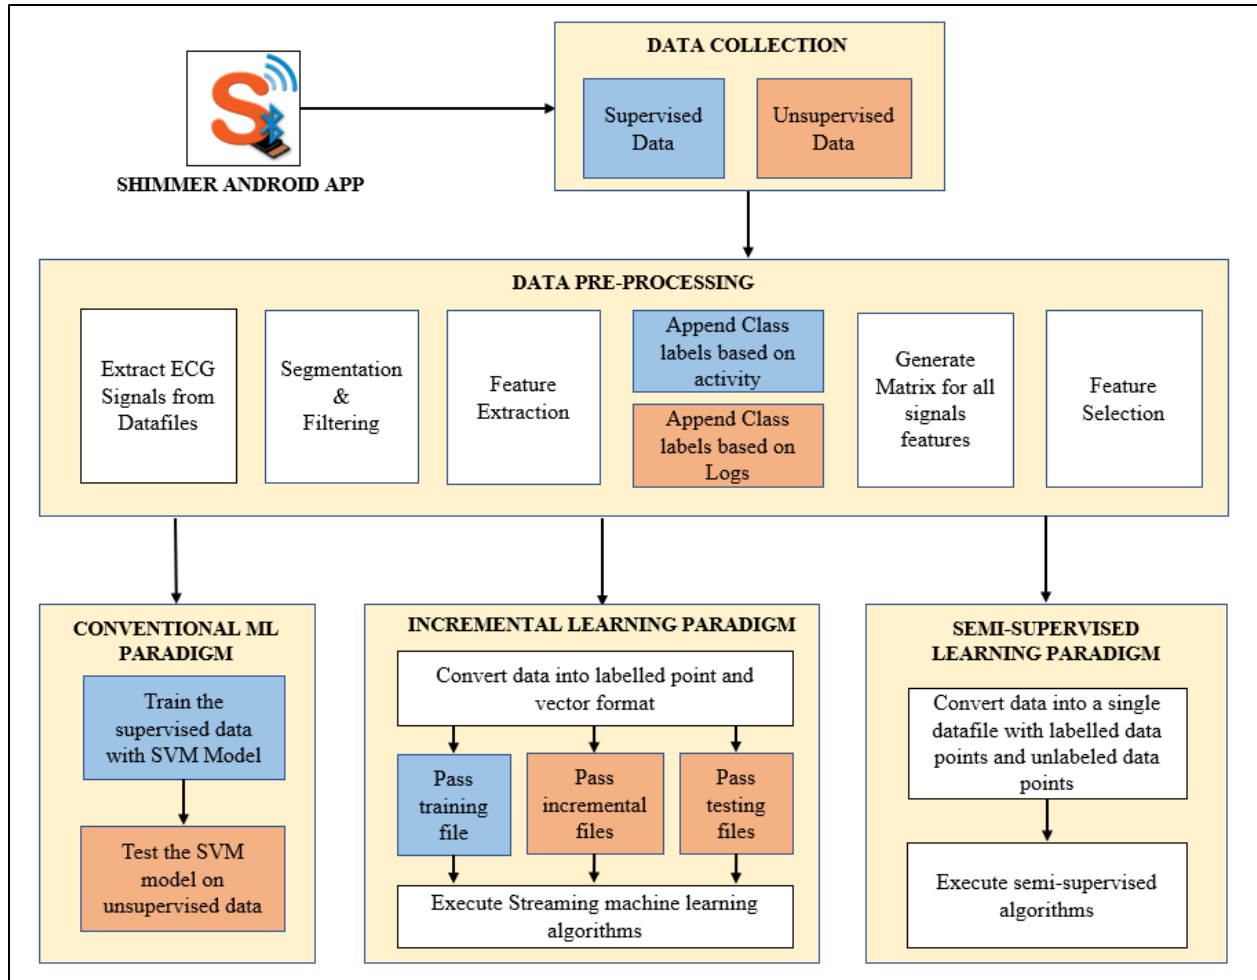 DATA COLLECTION
Supervised
Data
Unsupervised
Data
S
SHIMMER ANDROID APP
DATA PRE-PROCESSING
Extract ECG
Signals from
Datafiles
Segmentation
&
Filtering
Feature
Extraction
Append Class
labels based on
activity
Append Class
labels based on
Logs
Generate
Matrix for all
signals
features
Feature
Selection
CONVENTIONAL ML
PARADIGM
Train the
supervised data
with SVM Model
Test the SVM
model on
unsupervised data
INCREMENTAL LEARNING PARADIGM
Convert data into labelled point and
vector format
Pass
training
file
Pass
incremental
files
Pass
testing
files
Execute Streaming machine learning
algorithms
SEMI-SUPERVISED
LEARNING PARADIGM
Convert data into a single
datafile with labelled data
points and unlabeled data
points
Execute semi-supervised
algorithms